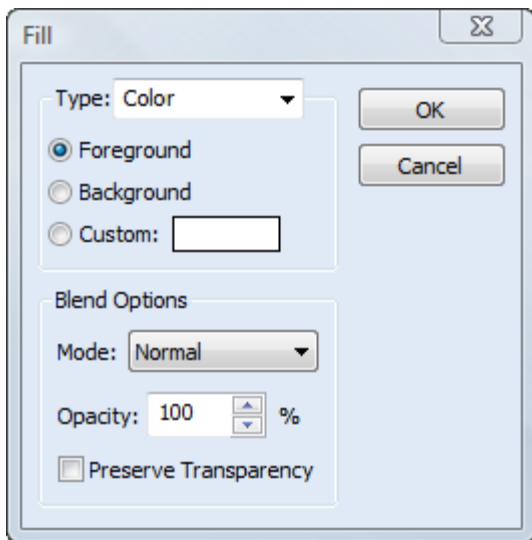 Fill
Type: Color
OK
Foreground
Cancel
Background
Custom:
Blend Options
Mode: Normal
Opacity: 100 %
Preserve Transparency